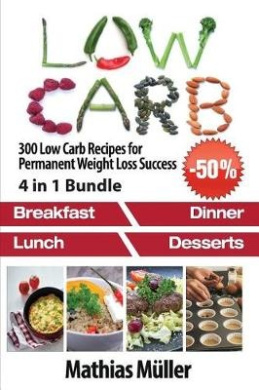 LOW
CARB
300 Low Carb Recipes for
Permanent Weight Loss Success
-50%
4 in 1 Bundle
Breakfast Dinner
Lunch Desserts
Mathias Müller